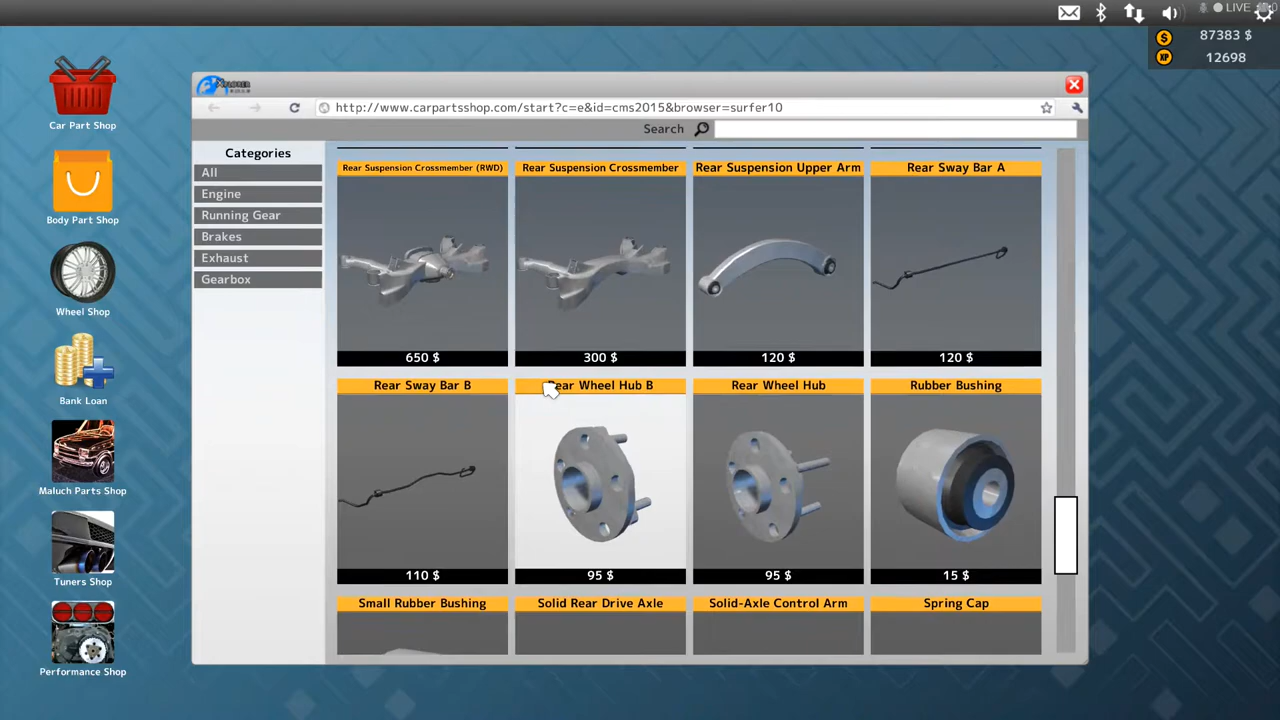 LIVE
87383 $
XP
12698
Car Part Shop
Body Part Shop
Wheel Shop
Bank Loan
Maluch Parts Shop
Tuners Shop
Performance Shop
http://www.carpartsshop.com/start?c=e&id=cms2015&browser=surfer10
Search
Categories
All
Engine
Running Gear
Brakes
Exhaust
Gearbox
Rear Suspension Crossmember (RWD)
Rear Suspension Crossmember
Rear Suspension Upper Arm
Rear Sway Bar A
650 $
300 $
120 $
120 $
Rear Sway Bar B
Rear Wheel Hub B
Rear Wheel Hub
Rubber Bushing
110 $
95 $
95 $
15 $
Small Rubber Bushing
Solid Rear Drive Axle
Solid-Axle Control Arm
Spring Cap